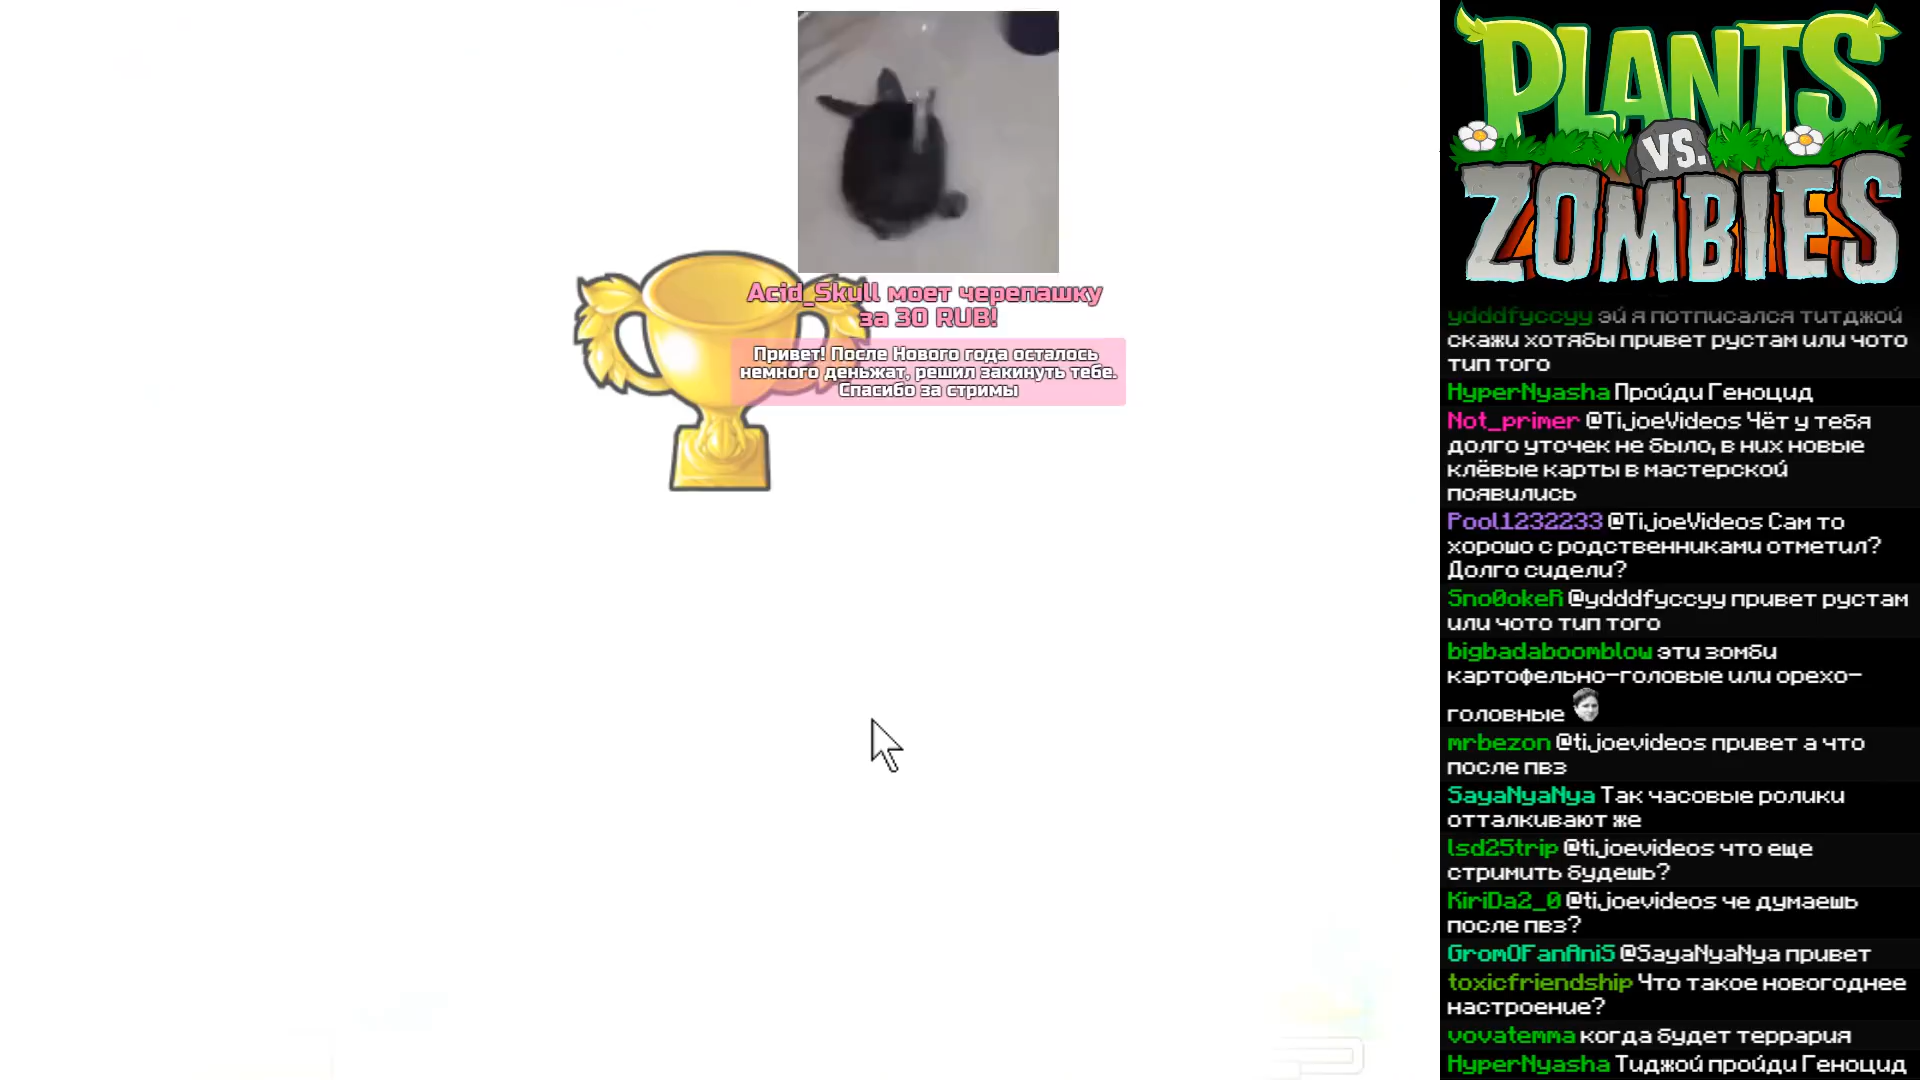 Acid_Skull моет черепашку
за 30 RUB!
Привет! После Нового года осталось
немного деньжат, решил закинуть тебе.
Спасибо за стримы
PLANTS
VS.
ZOMBIES
ydddfyccyy эй я потписался титджой
скажи хотябы привет рустам или чото
тип того
HyperNyasha Пройди Геноцид
Not_primer @TijoeVideos Чёт у тебя
долго уточек не было, в них новые
клёвые карты в мастерской
появились
Pool1232233 @TijoeVideos Сам то
хорошо с родственниками отметил?
Долго сидели?
Sno0okeR @ydddfyccyy привет рустам
или чото тип того
bigbadaboomblow эти зомби
картофельно-головые или орехо-
головные
mrbezon @tijoevideos привет а что
после пвз
SayaNyaNya Так часовые ролики
отталкивают же
lsd25trip @tijoevideos что еще
стримить будешь?
KiriDa2_0 @tijoevideos че думаешь
после пвз?
GromOFanAniS @SayaNyaNya привет
toxicfriendship Что такое новогоднее
настроение?
vovatemma когда будет террария
HyperNyasha Тиджой пройди Геноцид